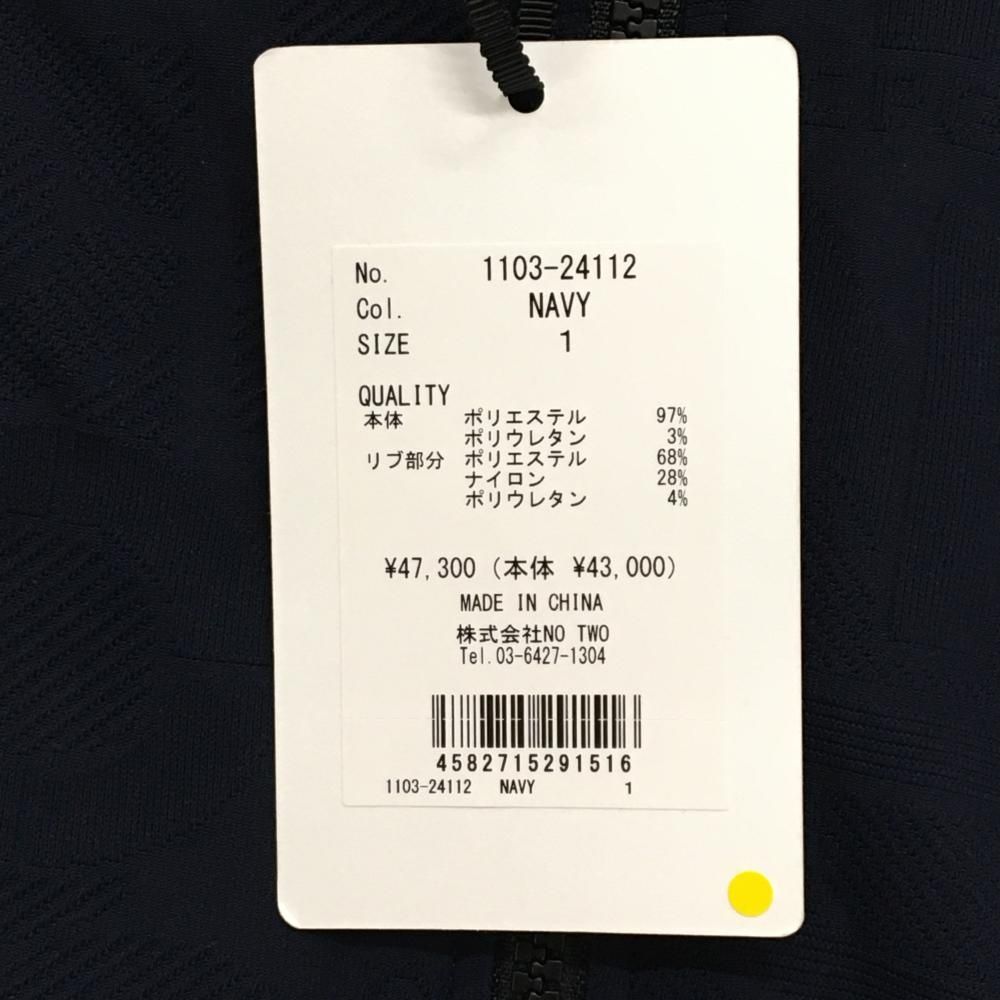 No. 1103-24112
Col. NAVY
SIZE 1
QUALITY
本体 ポリエステル 97%
ポリウレタン 3%
リブ部分 ポリエステル 68%
ナイロン 28%
ポリウレタン 4%
¥47,300 (本体 ¥43,000)
MADE IN CHINA
株式会社NO TWO
Tel.03-6427-1304
4582715291516
1103-24112 NAVY 1